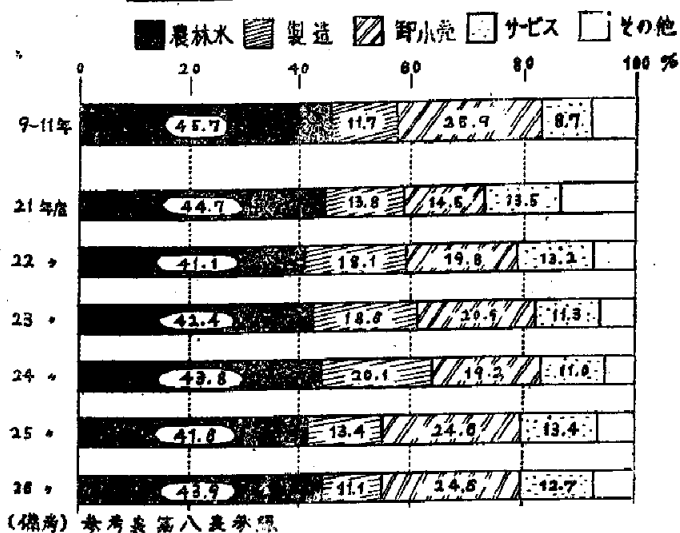 農林水 製造 卸小売 サービス その他
0 20 40 60 80 100 %
9~11年 45.7 11.7 25.9 8.7
21年度 44.7 13.8 14.5 13.5
22 〃 41.1 18.1 19.8 13.2
23 〃 42.4 18.6 20.9 11.3
24 〃 43.8 20.1 19.2 11.0
25 〃 41.8 13.4 24.6 13.4
26 〃 43.9 11.1 24.6 12.7
(備考) 参考表第八表参照